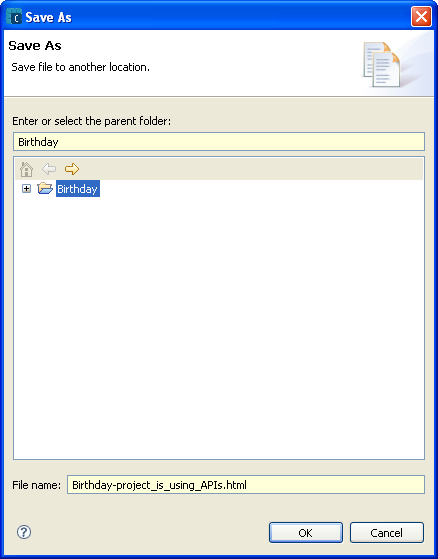 Save As
Save As
Save file to another location.
Enter or select the parent folder:
Birthday
Birthday
File name: Birthday-project_is_using_APIs.html
OK Cancel